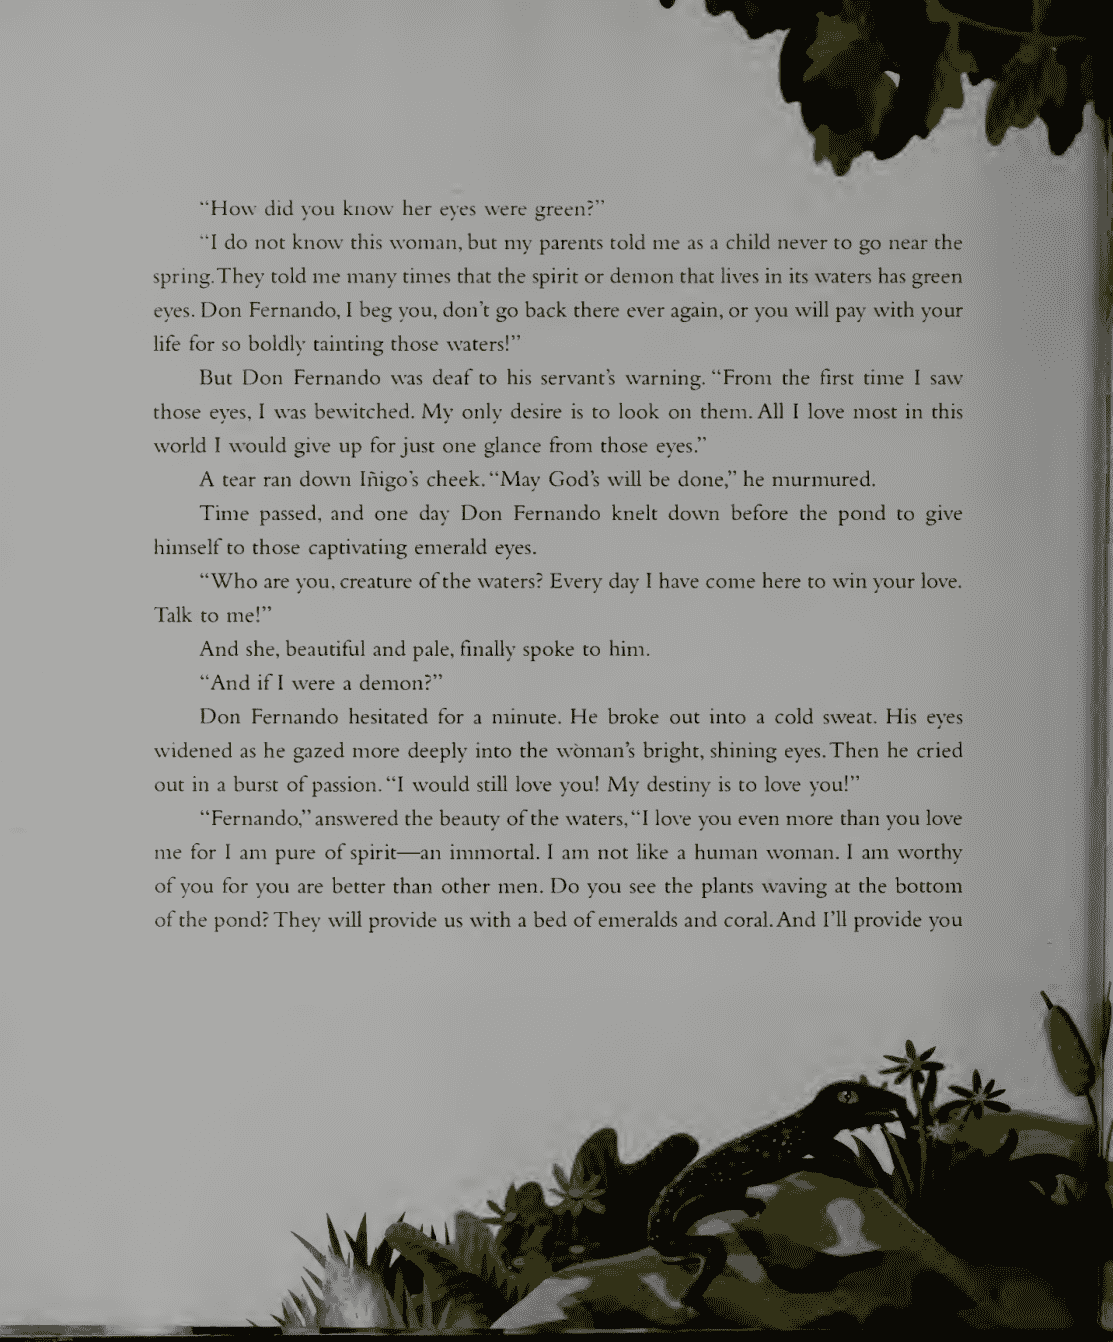 “How did you know her eyes were green?”
“I do not know this woman, but my parents told me as a child never to go near the
spring. They told me many times that the spirit or demon that lives in its waters has green
eyes. Don Fernando, I beg you, don’t go back there ever again, or you will pay with your
life for so boldly tainting those waters!”
But Don Fernando was deaf to his servant’s warning. “From the first time I saw
those eyes, I was bewitched. My only desire is to look on them. All I love most in this
world I would give up for just one glance from those eyes.”
A tear ran down Iñigo’s cheek. “May God’s will be done,” he murmured.
Time passed, and one day Don Fernando knelt down before the pond to give
himself to those captivating emerald eyes.
“Who are you, creature of the waters? Every day I have come here to win your love.
Talk to me!”
And she, beautiful and pale, finally spoke to him.
“And if I were a demon?”
Don Fernando hesitated for a minute. He broke out into a cold sweat. His eyes
widened as he gazed more deeply into the woman’s bright, shining eyes. Then he cried
out in a burst of passion. “I would still love you! My destiny is to love you!”
“Fernando,” answered the beauty of the waters, “I love you even more than you love
me for I am pure of spirit—an immortal. I am not like a human woman. I am worthy
of you for you are better than other men. Do you see the plants waving at the bottom
of the pond? They will provide us with a bed of emeralds and coral. And I’ll provide you